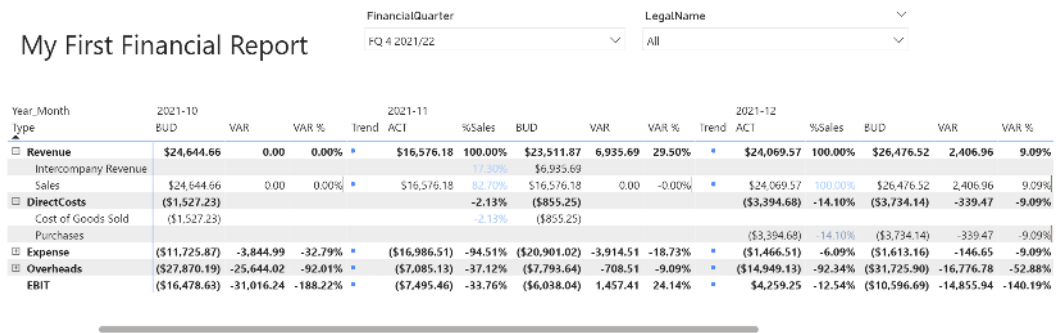 FinancialQuarter LegalName
My First Financial Report FQ 4 2021/22 All
Year_Month 2021-10 2021-11 2021-12
Type BUD VAR VAR % Trend ACT %Sales BUD VAR VAR % Trend ACT %Sales BUD VAR VAR %
Revenue $24,644.66 0.00 0.00% $16,576.18 100.00% $23,511.87 6,935.69 29.50% $24,069.57 100.00% $26,476.52 2,406.96 9.09%
Intercompany Revenue 17.30% $6,935.69
Sales $24,644.66 0.00 0.00% $16,576.18 82.70% $16,576.18 0.00 -0.00% $24,069.57 100.00% $26,476.52 2,406.96 9.09%
DirectCosts ($1,527.23) -2.13% ($855.25) ($3,394.68) -14.10% ($3,734.14) -339.47 -9.09%
Cost of Goods Sold ($1,527.23) -2.13% ($855.25)
Purchases ($3,394.68) -14.10% ($3,734.14) -339.47 -9.09%
Expense ($11,725.87) -3,844.99 -32.79% ($16,986.51) -94.51% ($20,901.02) -3,914.51 -18.73% ($1,466.51) -6.09% ($1,613.16) -146.65 -9.09%
Overheads ($27,870.19) -25,644.02 -92.01% ($7,085.13) -37.12% ($7,793.64) -708.51 -9.09% ($14,949.13) -92.34% ($31,725.90) -16,776.78 -52.88%
EBIT ($16,478.63) -31,016.24 -188.22% ($7,495.46) -33.76% ($6,038.04) 1,457.41 24.14% $4,259.25 -12.54% ($10,596.69) -14,855.94 -140.19%